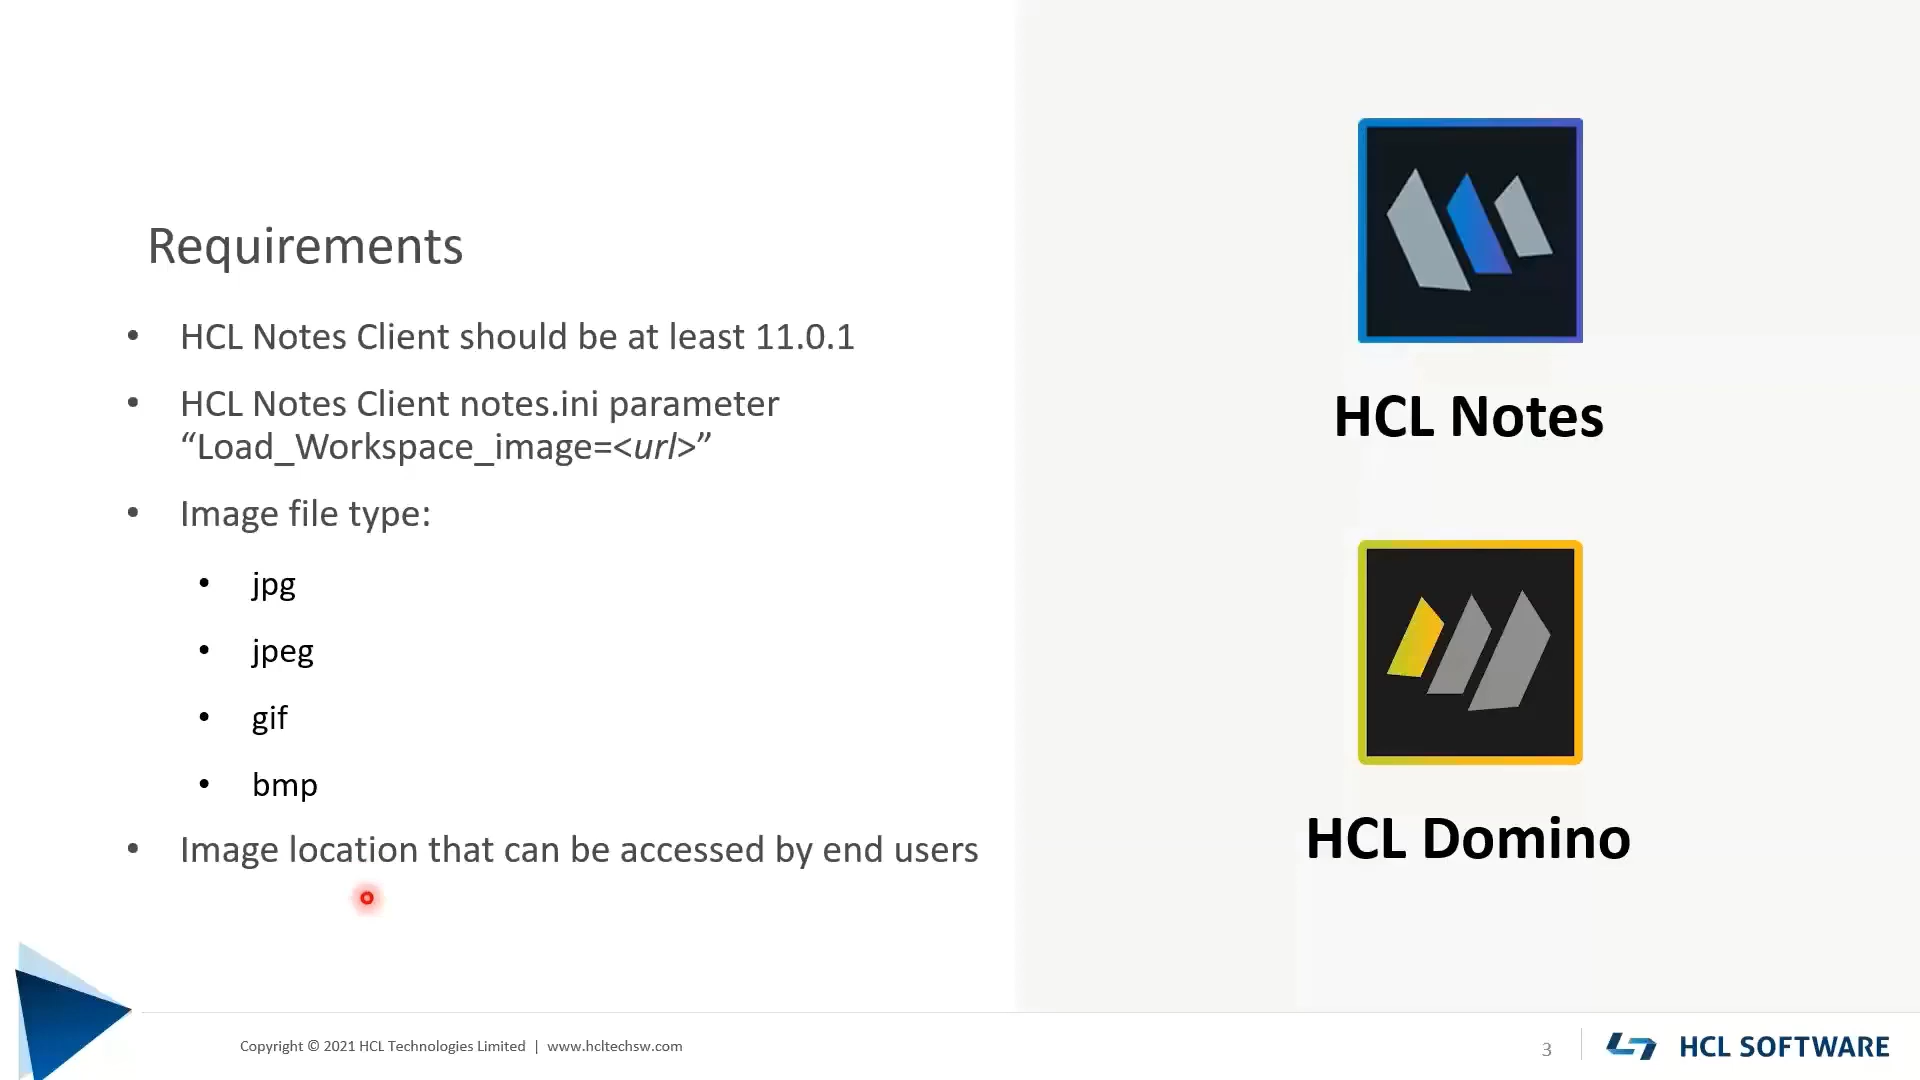 Requirements
• HCL Notes Client should be at least 11.0.1
• HCL Notes Client notes.ini parameter
“Load_Workspace_image=<url>”
• Image file type:
• jpg
• jpeg
• gif
• bmp
• Image location that can be accessed by end users
HCL Notes
HCL Domino
Copyright © 2021 HCL Technologies Limited | www.hcltechsw.com
3
HCL SOFTWARE